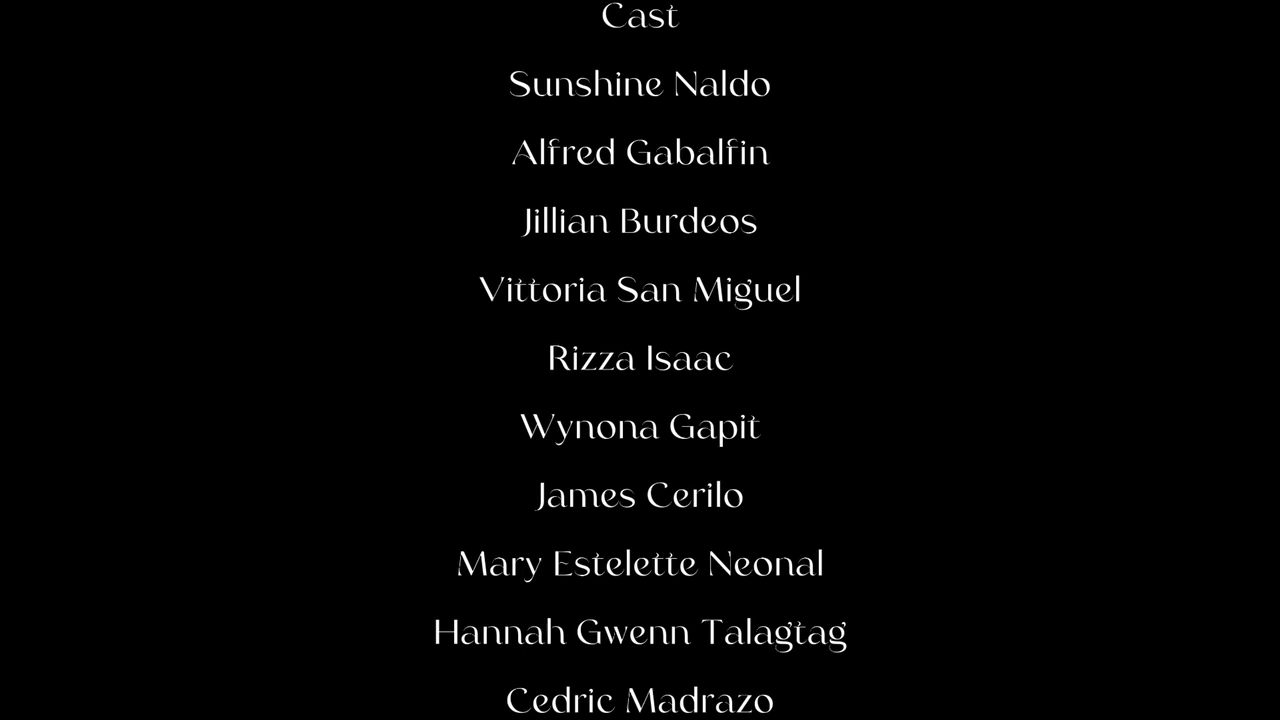 Cast
Sunshine Naldo
Alfred Gabalfin
Jillian Burdeos
Vittoria San Miguel
Rizza Isaac
Wynona Gapit
James Cerilo
Mary Estelette Neonal
Hannah Gwenn Talagtag
Cedric Madrazo